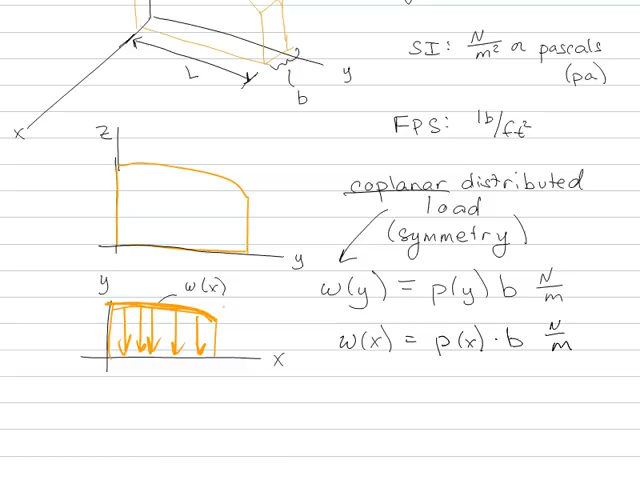 SI: N/m² or pascals
(pa)
L
y
b
x
FPS: lb/ft²
z
coplanar distributed
load
(symmetry)
y
y
w(x)
w(y) = p(y) b N/m
w(x) = p(x) · b N/m
x